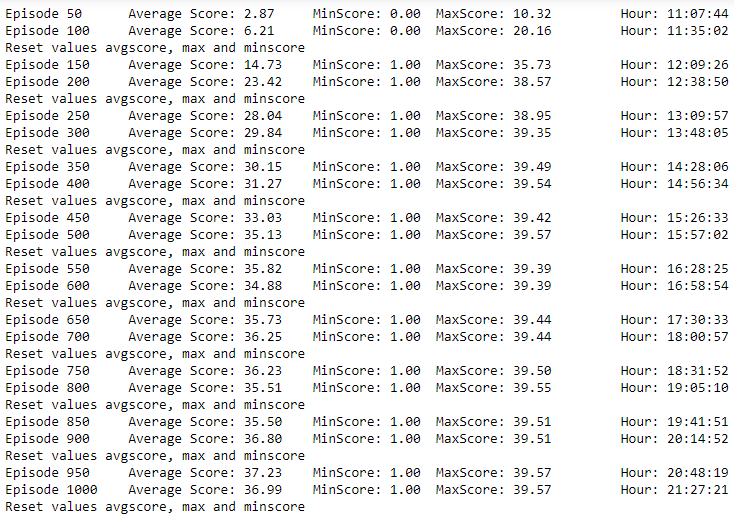 Episode 50 Average Score: 2.87 MinScore: 0.00 MaxScore: 10.32 Hour: 11:07:44
Episode 100 Average Score: 6.21 MinScore: 0.00 MaxScore: 20.16 Hour: 11:35:02
Reset values avgscore, max and minscore
Episode 150 Average Score: 14.73 MinScore: 1.00 MaxScore: 35.73 Hour: 12:09:26
Episode 200 Average Score: 23.42 MinScore: 1.00 MaxScore: 38.57 Hour: 12:38:50
Reset values avgscore, max and minscore
Episode 250 Average Score: 28.04 MinScore: 1.00 MaxScore: 38.95 Hour: 13:09:57
Episode 300 Average Score: 29.84 MinScore: 1.00 MaxScore: 39.35 Hour: 13:48:05
Reset values avgscore, max and minscore
Episode 350 Average Score: 30.15 MinScore: 1.00 MaxScore: 39.49 Hour: 14:28:06
Episode 400 Average Score: 31.27 MinScore: 1.00 MaxScore: 39.54 Hour: 14:56:34
Reset values avgscore, max and minscore
Episode 450 Average Score: 33.03 MinScore: 1.00 MaxScore: 39.42 Hour: 15:26:33
Episode 500 Average Score: 35.13 MinScore: 1.00 MaxScore: 39.57 Hour: 15:57:02
Reset values avgscore, max and minscore
Episode 550 Average Score: 35.82 MinScore: 1.00 MaxScore: 39.39 Hour: 16:28:25
Episode 600 Average Score: 34.88 MinScore: 1.00 MaxScore: 39.39 Hour: 16:58:54
Reset values avgscore, max and minscore
Episode 650 Average Score: 35.73 MinScore: 1.00 MaxScore: 39.44 Hour: 17:30:33
Episode 700 Average Score: 36.25 MinScore: 1.00 MaxScore: 39.44 Hour: 18:00:57
Reset values avgscore, max and minscore
Episode 750 Average Score: 36.23 MinScore: 1.00 MaxScore: 39.50 Hour: 18:31:52
Episode 800 Average Score: 35.51 MinScore: 1.00 MaxScore: 39.55 Hour: 19:05:10
Reset values avgscore, max and minscore
Episode 850 Average Score: 35.50 MinScore: 1.00 MaxScore: 39.51 Hour: 19:41:51
Episode 900 Average Score: 36.80 MinScore: 1.00 MaxScore: 39.51 Hour: 20:14:52
Reset values avgscore, max and minscore
Episode 950 Average Score: 37.23 MinScore: 1.00 MaxScore: 39.57 Hour: 20:48:19
Episode 1000 Average Score: 36.99 MinScore: 1.00 MaxScore: 39.57 Hour: 21:27:21
Reset values avgscore, max and minscore